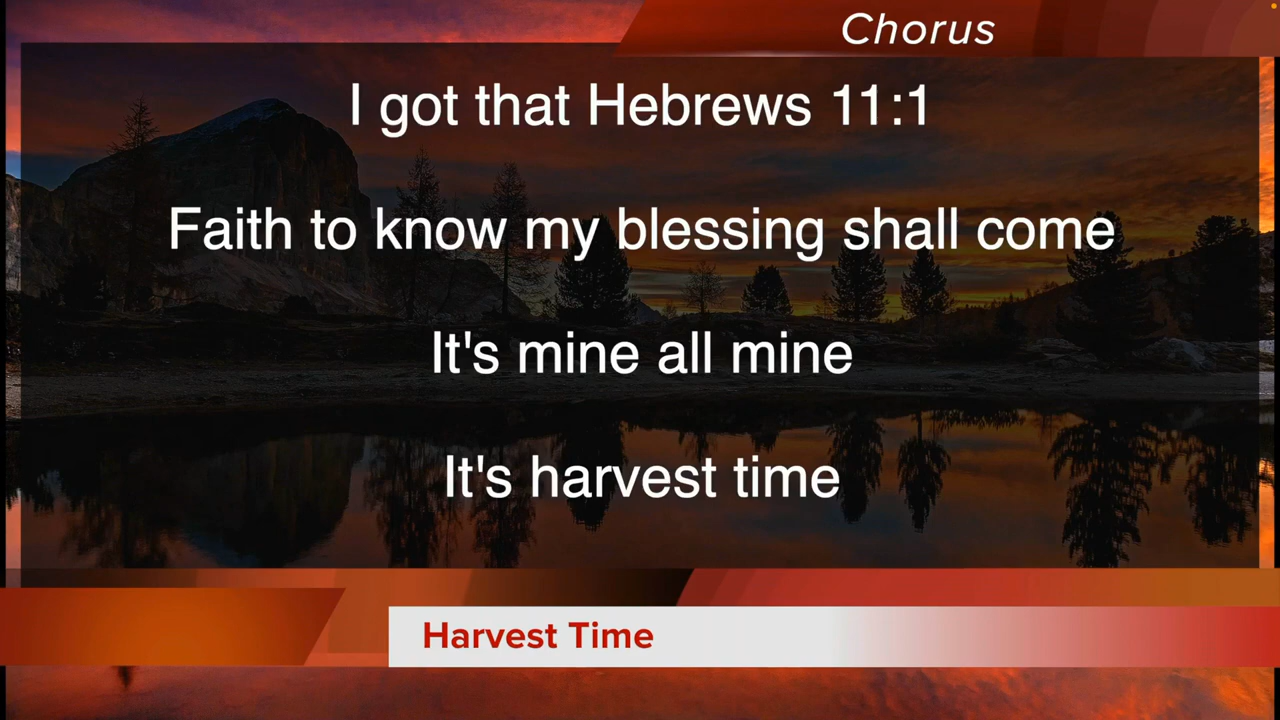 Chorus
I got that Hebrews 11:1
Faith to know my blessing shall come
It's mine all mine
It's harvest time
Harvest Time